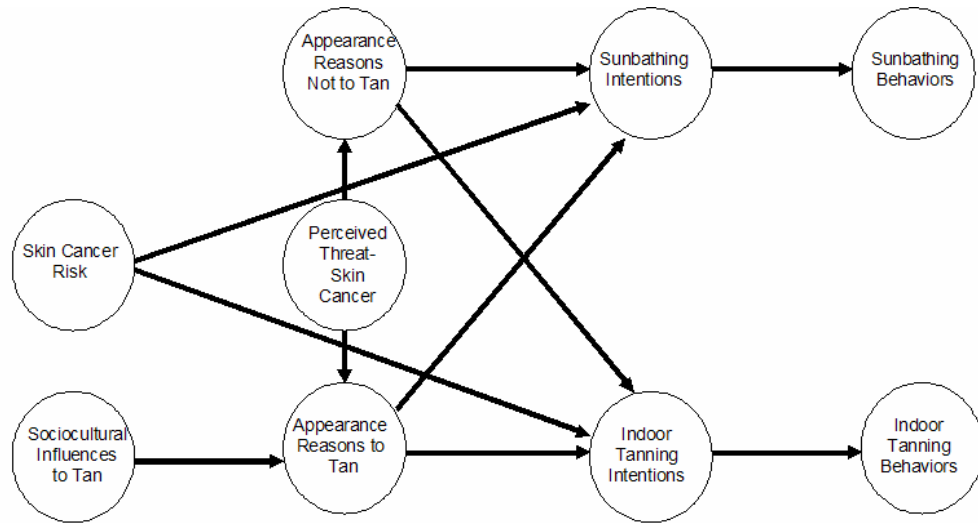 Appearance
Reasons
Not to Tan
Sunbathing
Intentions
Sunbathing
Behaviors
Skin Cancer
Risk
Perceived
Threat-
Skin
Cancer
Sociocultural
Influences
to Tan
Appearance
Reasons to
Tan
Indoor
Tanning
Intentions
Indoor
Tanning
Behaviors